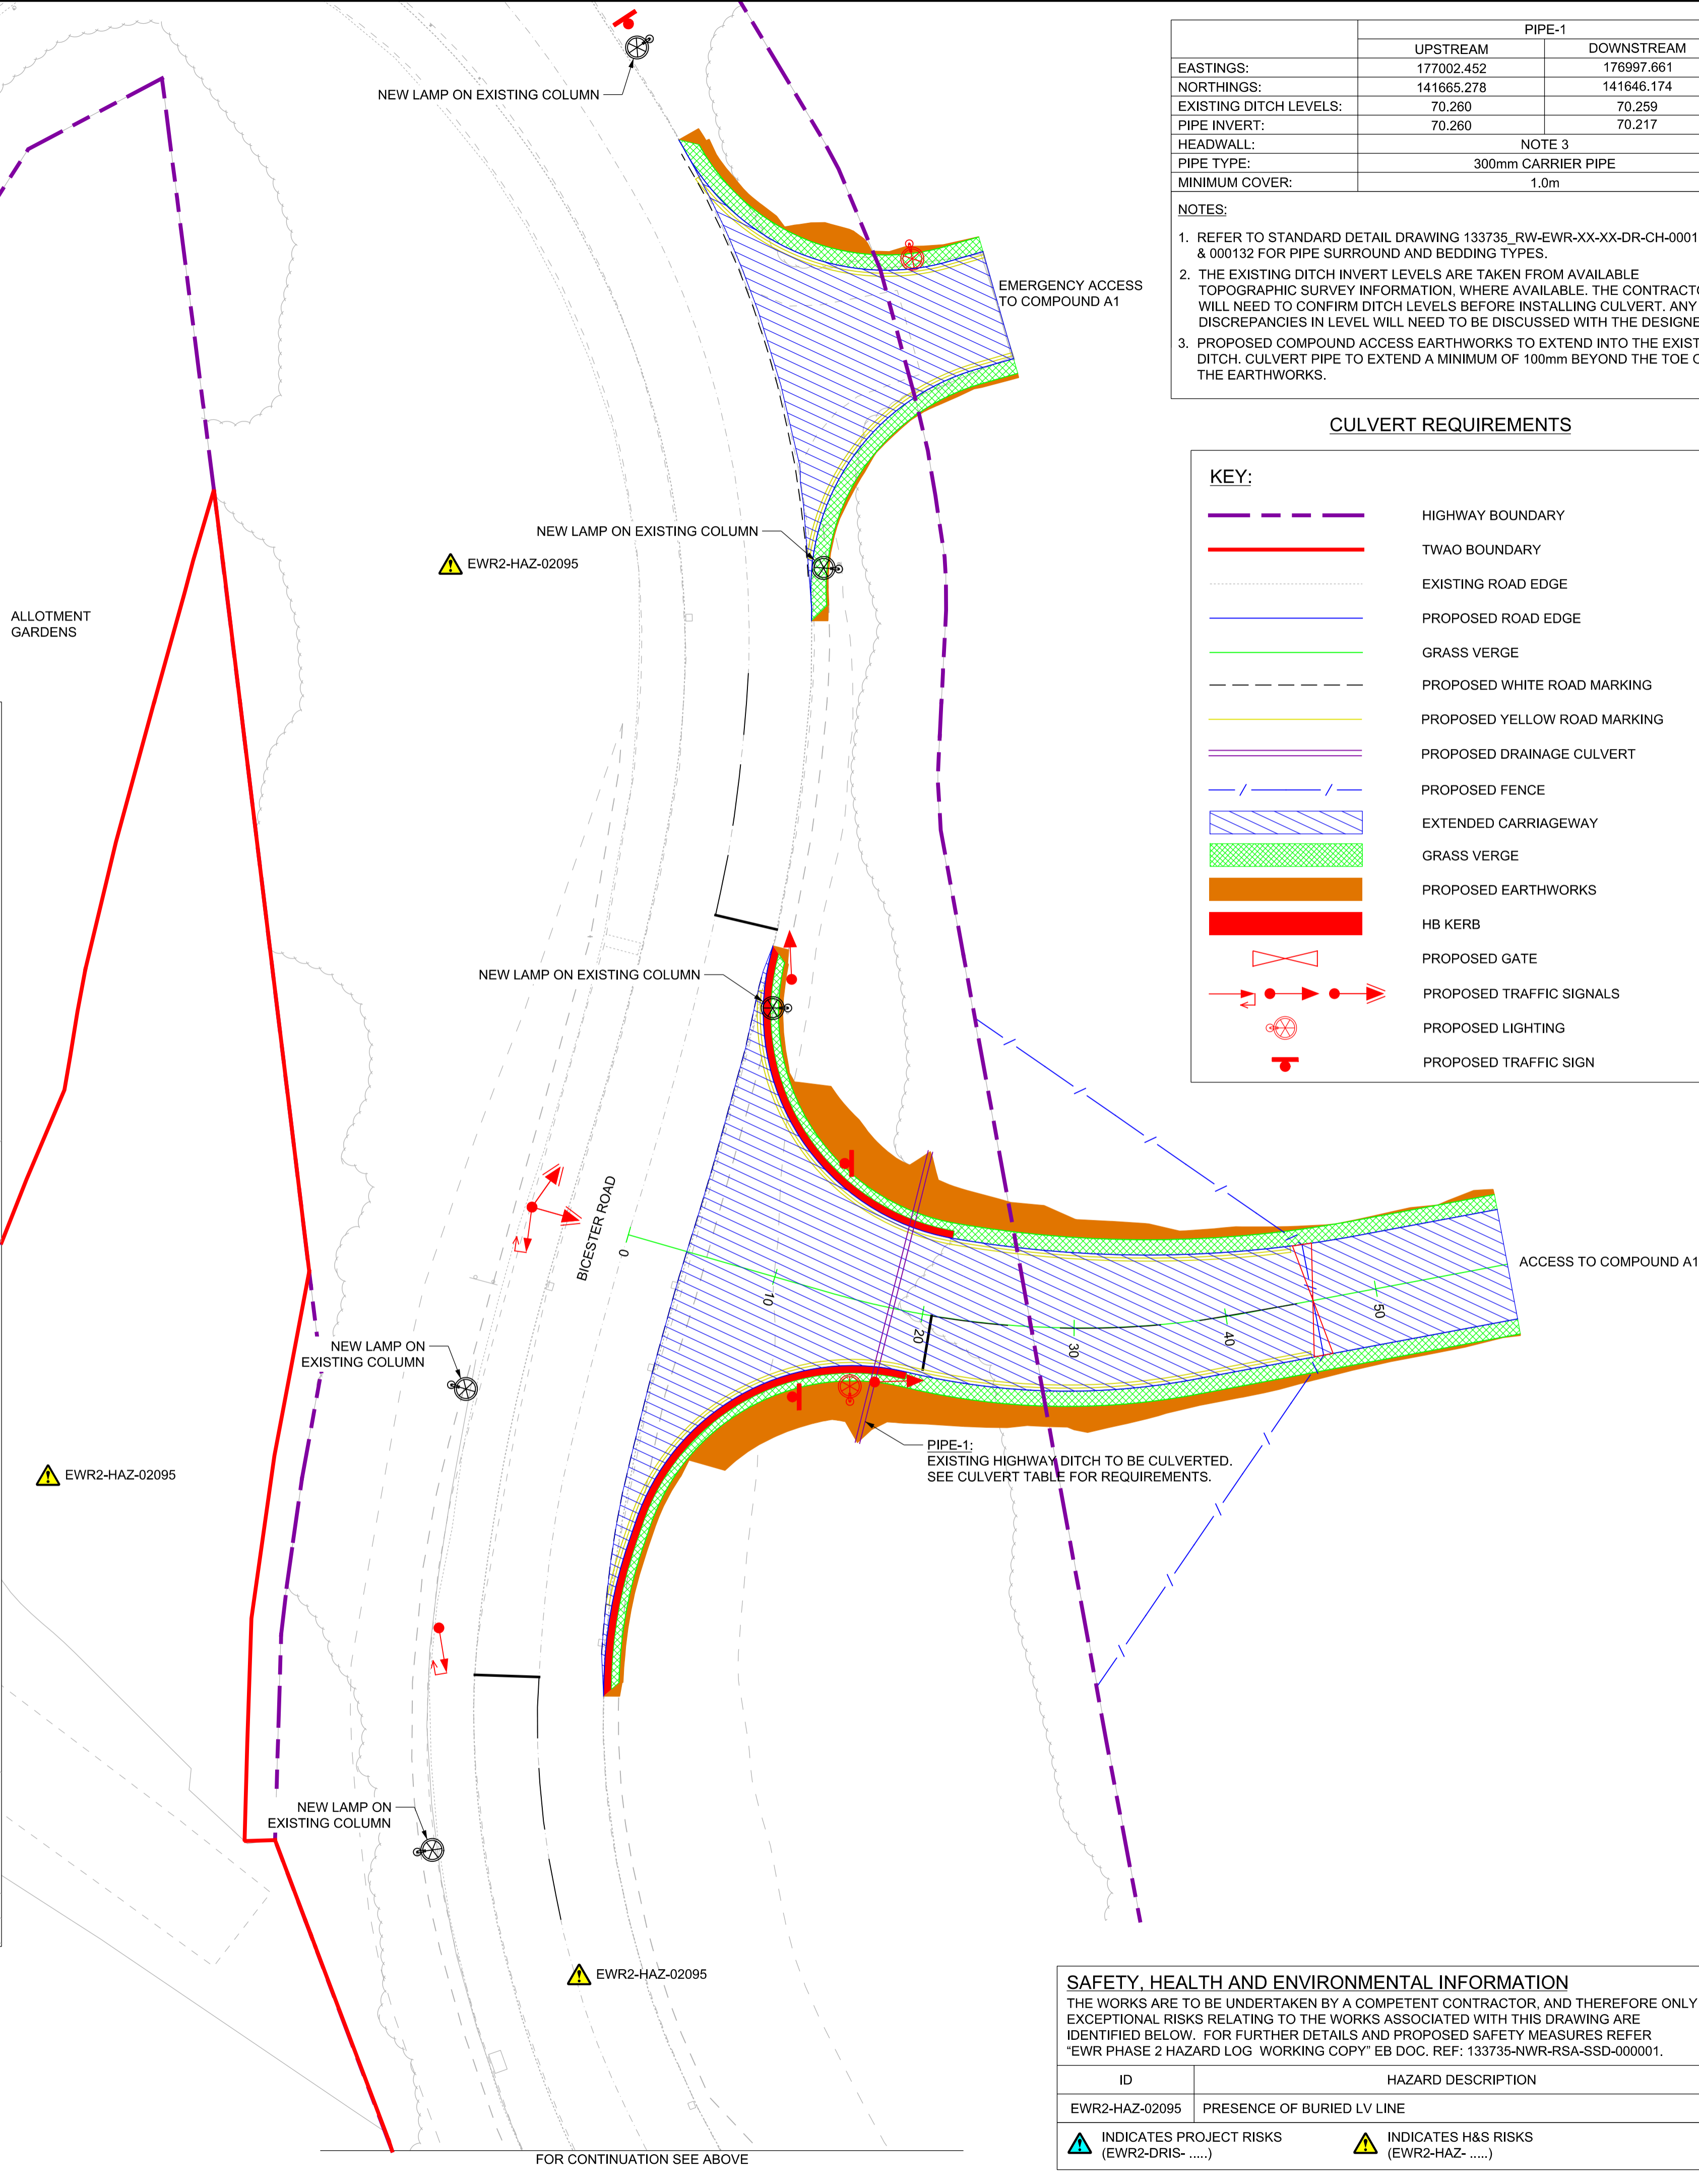 PIPE-1
UPSTREAM DOWNSTREAM
EASTINGS: 177002.452 176997.661
NORTHINGS: 141665.278 141646.174
EXISTING DITCH LEVELS: 70.260 70.259
PIPE INVERT: 70.260 70.217
HEADWALL: NOTE 3
PIPE TYPE: 300mm CARRIER PIPE
MINIMUM COVER: 1.0m
NOTES:
1. REFER TO STANDARD DETAIL DRAWING 133735_RW-EWR-XX-XX-DR-CH-0001
& 000132 FOR PIPE SURROUND AND BEDDING TYPES.
2. THE EXISTING DITCH INVERT LEVELS ARE TAKEN FROM AVAILABLE
TOPOGRAPHIC SURVEY INFORMATION, WHERE AVAILABLE. THE CONTRACTO
WILL NEED TO CONFIRM DITCH LEVELS BEFORE INSTALLING CULVERT. ANY
DISCREPANCIES IN LEVEL WILL NEED TO BE DISCUSSED WITH THE DESIGNE
3. PROPOSED COMPOUND ACCESS EARTHWORKS TO EXTEND INTO THE EXIST
DITCH. CULVERT PIPE TO EXTEND A MINIMUM OF 100mm BEYOND THE TOE O
THE EARTHWORKS.
CULVERT REQUIREMENTS
KEY:
HIGHWAY BOUNDARY
TWAO BOUNDARY
EXISTING ROAD EDGE
PROPOSED ROAD EDGE
GRASS VERGE
PROPOSED WHITE ROAD MARKING
PROPOSED YELLOW ROAD MARKING
PROPOSED DRAINAGE CULVERT
PROPOSED FENCE
EXTENDED CARRIAGEWAY
GRASS VERGE
PROPOSED EARTHWORKS
HB KERB
PROPOSED GATE
PROPOSED TRAFFIC SIGNALS
PROPOSED LIGHTING
PROPOSED TRAFFIC SIGN
NEW LAMP ON EXISTING COLUMN
EMERGENCY ACCESS
TO COMPOUND A1
NEW LAMP ON EXISTING COLUMN
EWR2-HAZ-02095
ALLOTMENT
GARDENS
NEW LAMP ON EXISTING COLUMN
BICESTER ROAD
0
10
20
30
40
50
ACCESS TO COMPOUND A1
NEW LAMP ON
EXISTING COLUMN
PIPE-1:
EXISTING HIGHWAY DITCH TO BE CULVERTED.
SEE CULVERT TABLE FOR REQUIREMENTS.
EWR2-HAZ-02095
NEW LAMP ON
EXISTING COLUMN
EWR2-HAZ-02095
FOR CONTINUATION SEE ABOVE
SAFETY, HEALTH AND ENVIRONMENTAL INFORMATION
THE WORKS ARE TO BE UNDERTAKEN BY A COMPETENT CONTRACTOR, AND THEREFORE ONLY
EXCEPTIONAL RISKS RELATING TO THE WORKS ASSOCIATED WITH THIS DRAWING ARE
IDENTIFIED BELOW. FOR FURTHER DETAILS AND PROPOSED SAFETY MEASURES REFER
“EWR PHASE 2 HAZARD LOG WORKING COPY” EB DOC. REF: 133735-NWR-RSA-SSD-000001.
ID HAZARD DESCRIPTION
EWR2-HAZ-02095 PRESENCE OF BURIED LV LINE
INDICATES PROJECT RISKS
(EWR2-DRIS- .....)
INDICATES H&S RISKS
(EWR2-HAZ- .....)